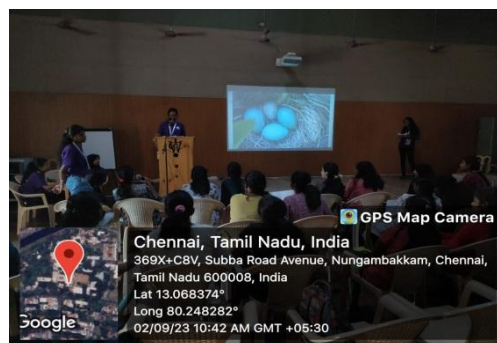 GPS Map Camera
Chennai, Tamil Nadu, India
369X+C8V, Subba Road Avenue, Nungambakkam, Chennai,
Tamil Nadu 600008, India
Lat 13.068374°
Long 80.248282°
02/09/23 10:42 AM GMT +05:30
Google